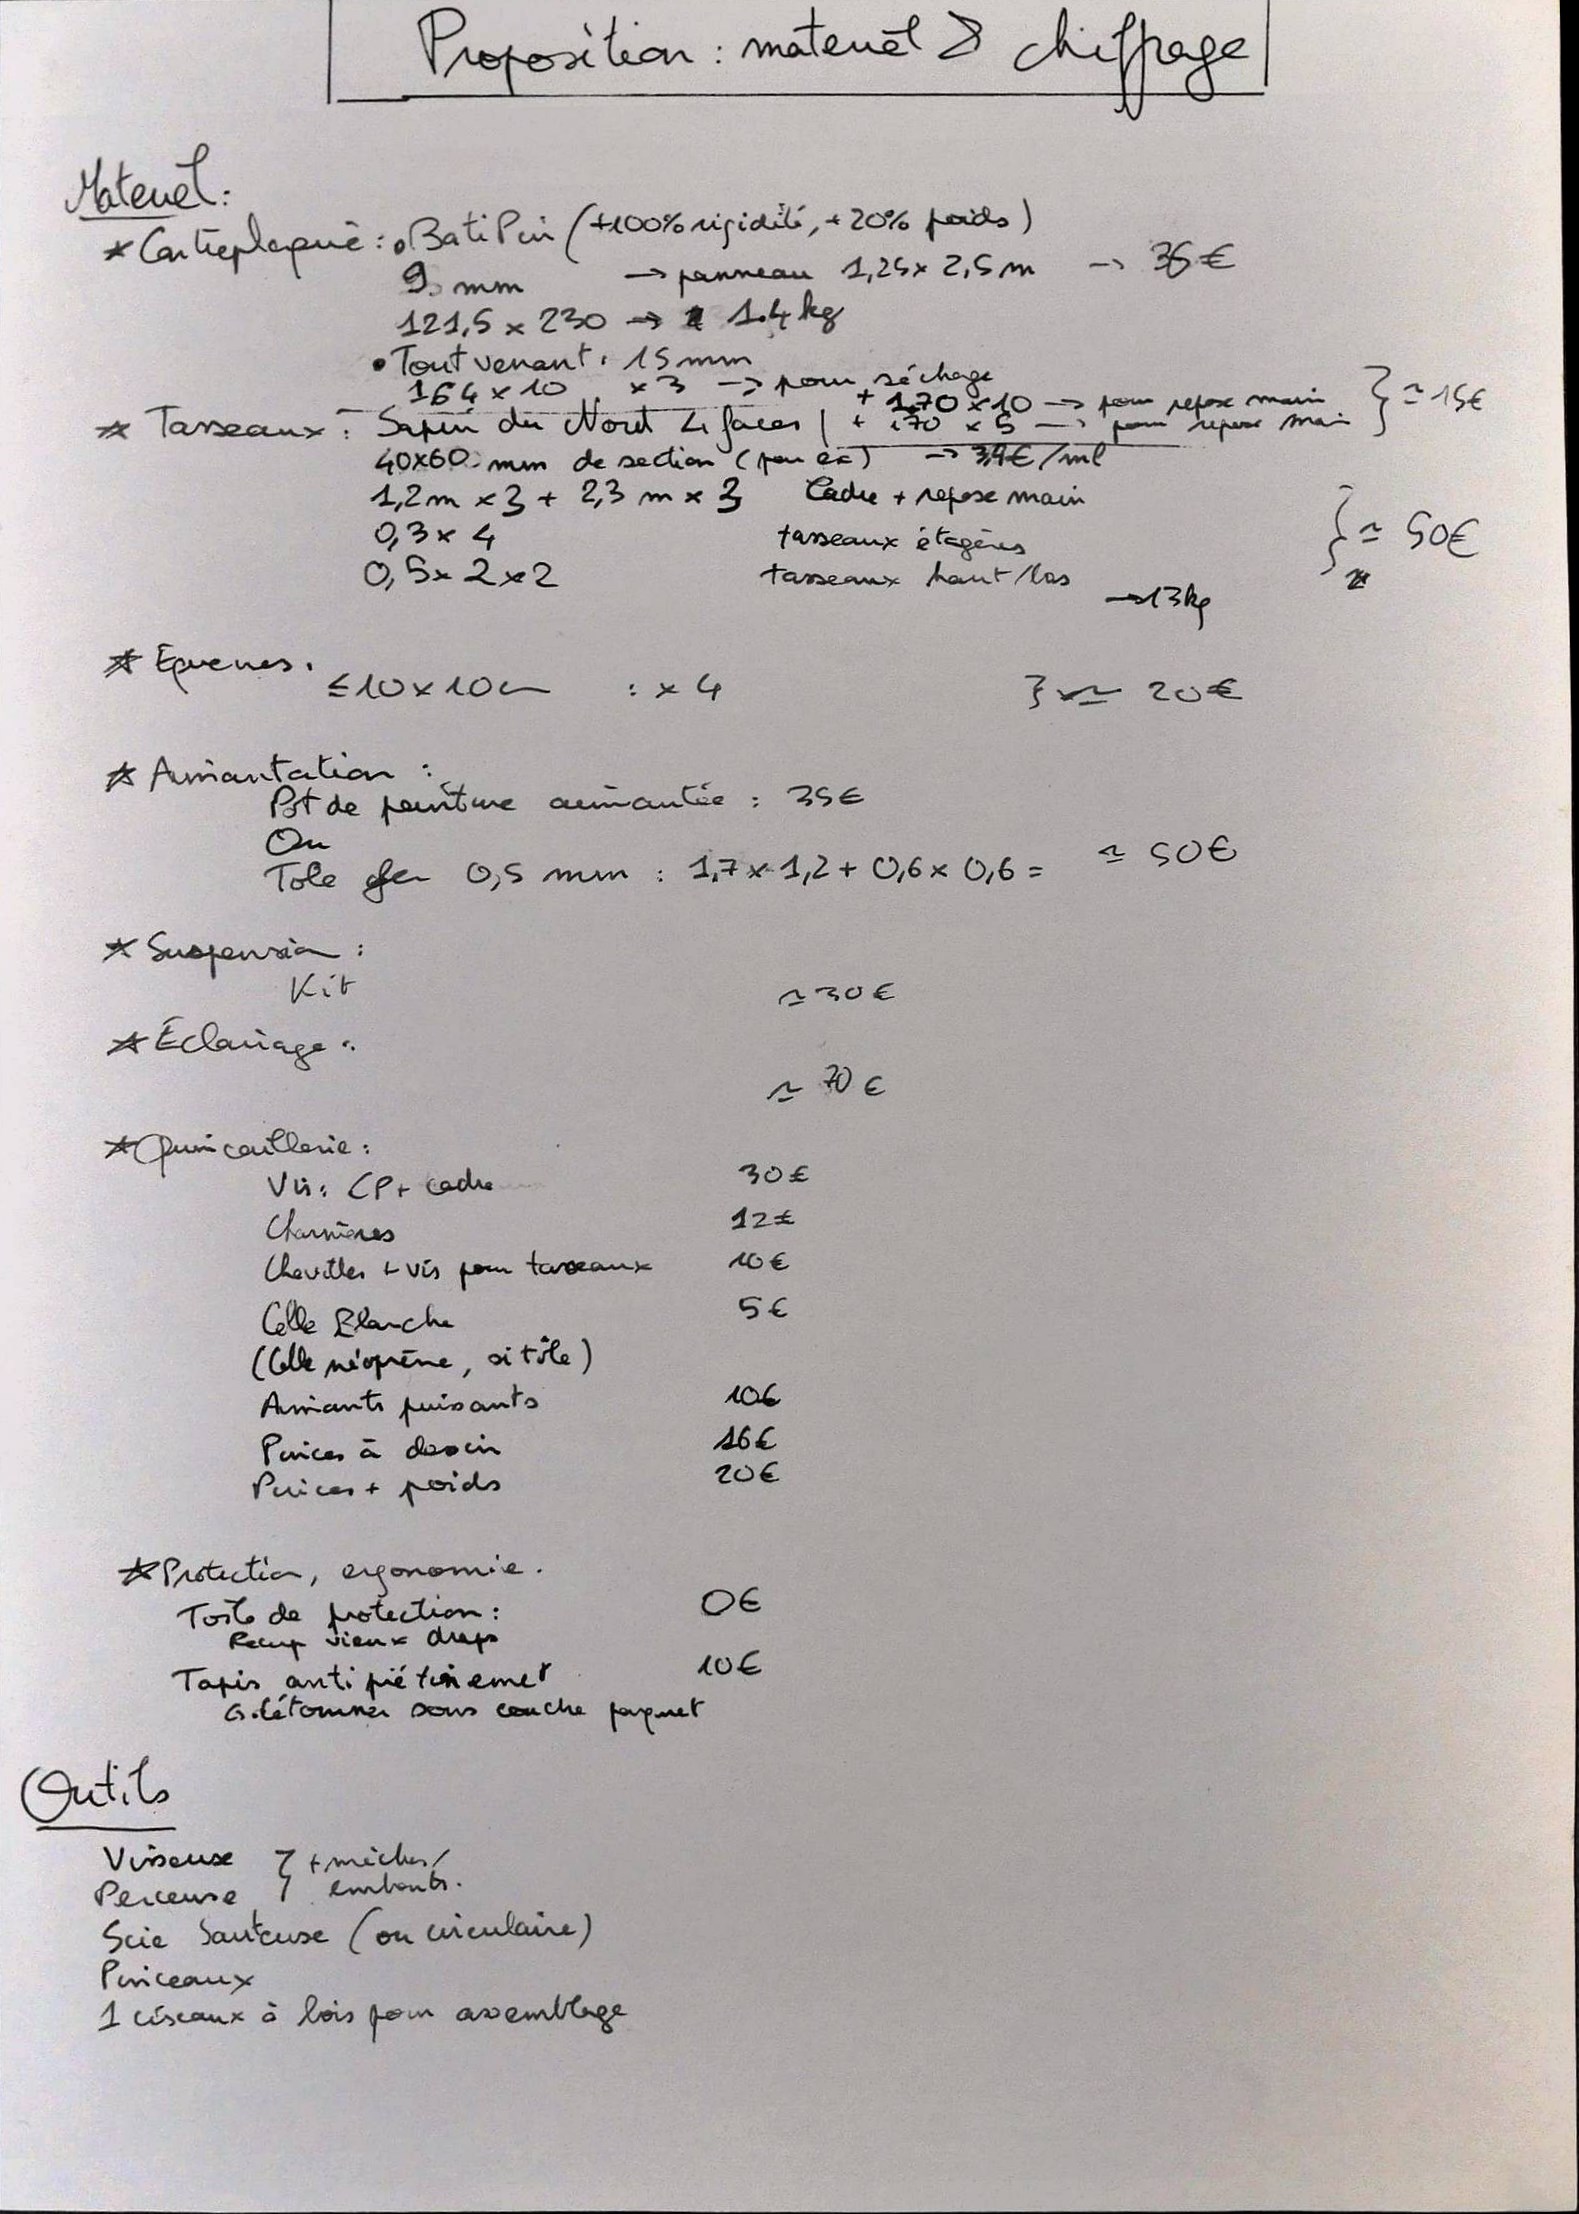 Proposition : matériel & chiffrage
Matériel :
* Contreplaqué : • BatiPin (+100% rigidité, +20% poids)
9 mm → panneau 1,25 x 2,5 m → 36 €
121,5 x 230 → 14 kg
• Tout venant : 15 mm
164 x 10 x 3 → pour séchage
+ 170 x 10 → pour repose main } ≃ 15€
+ 170 x 5 → pour repose main
* Tasseaux : Sapin du Nord 4 faces
40x60 mm de section (par ex) → 3,4€/ml
1,2 m x 3 + 2,3 m x 3 Cadre + repose main
0,3 x 4 tasseaux étagères } ≃ 50€
0,5 x 2 x 2 tasseaux haut/bas
→ 13 kg
* Équerres :
≤ 10 x 10 cm : x 4 } ≃ 20 €
* Aimantation :
Pot de peinture aimantée : 35€
Ou
Tole fer 0,5 mm : 1,7 x 1,2 + 0,6 x 0,6 = ≃ 50€
* Suspension :
Kit ≃ 30 €
* Éclairage :
≃ 70 €
* Quincaillerie :
Vis : CP + cadre 30 €
Charnières 12 €
Chevilles + vis pour tasseaux 10 €
Colle Blanche 5 €
(Colle néoprène, si tôle)
Aimants puissants 10€
Pinces à dessin 16€
Pinces + poids 20€
* Protection, ergonomie.
Toile de protection : 0€
Recup vieux draps
Tapis anti piétinement 10€
détourner sous couche parquet
Outils
Visseuse } + mèches /
Perceuse embouts.
Scie Sauteuse (ou circulaire)
Pinceaux
1 ciseaux à bois pour assemblage